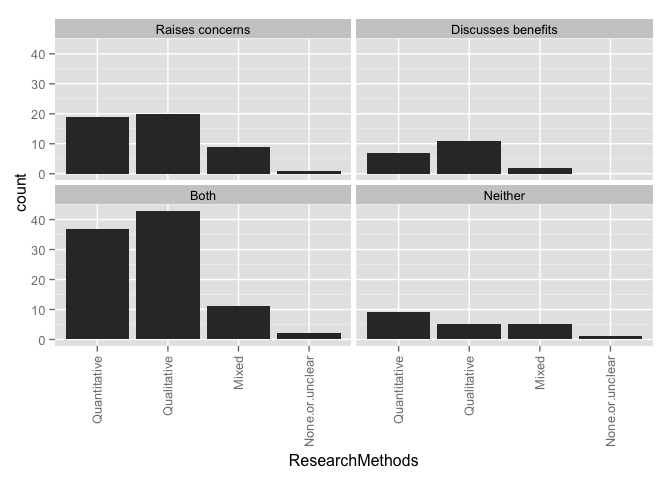 Raises concerns
Discusses benefits
40
30
20
10
0
Both
Neither
40
30
20
10
0
count
Quantitative
Qualitative
Mixed
None.or.unclear
Quantitative
Qualitative
Mixed
None.or.unclear
ResearchMethods